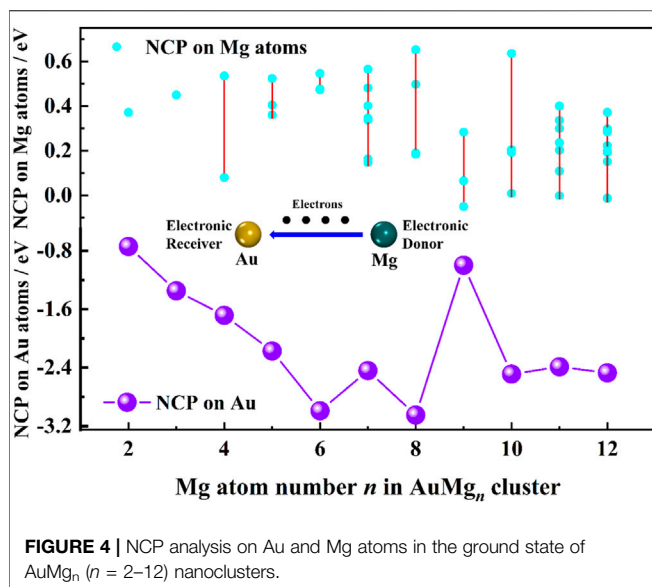 NCP on Mg atoms / eV
NCP on Au atoms / eV
NCP on Mg atoms
0.6
0.4
0.2
0.0
Electrons
Electronic
Receiver
Electronic
Donor
Au
Mg
-0.8
-1.6
-2.4
-3.2
NCP on Au
2
4
6
8
10
12
Mg atom number n in AuMgn cluster
FIGURE 4 | NCP analysis on Au and Mg atoms in the ground state of
AuMgn (n = 2–12) nanoclusters.